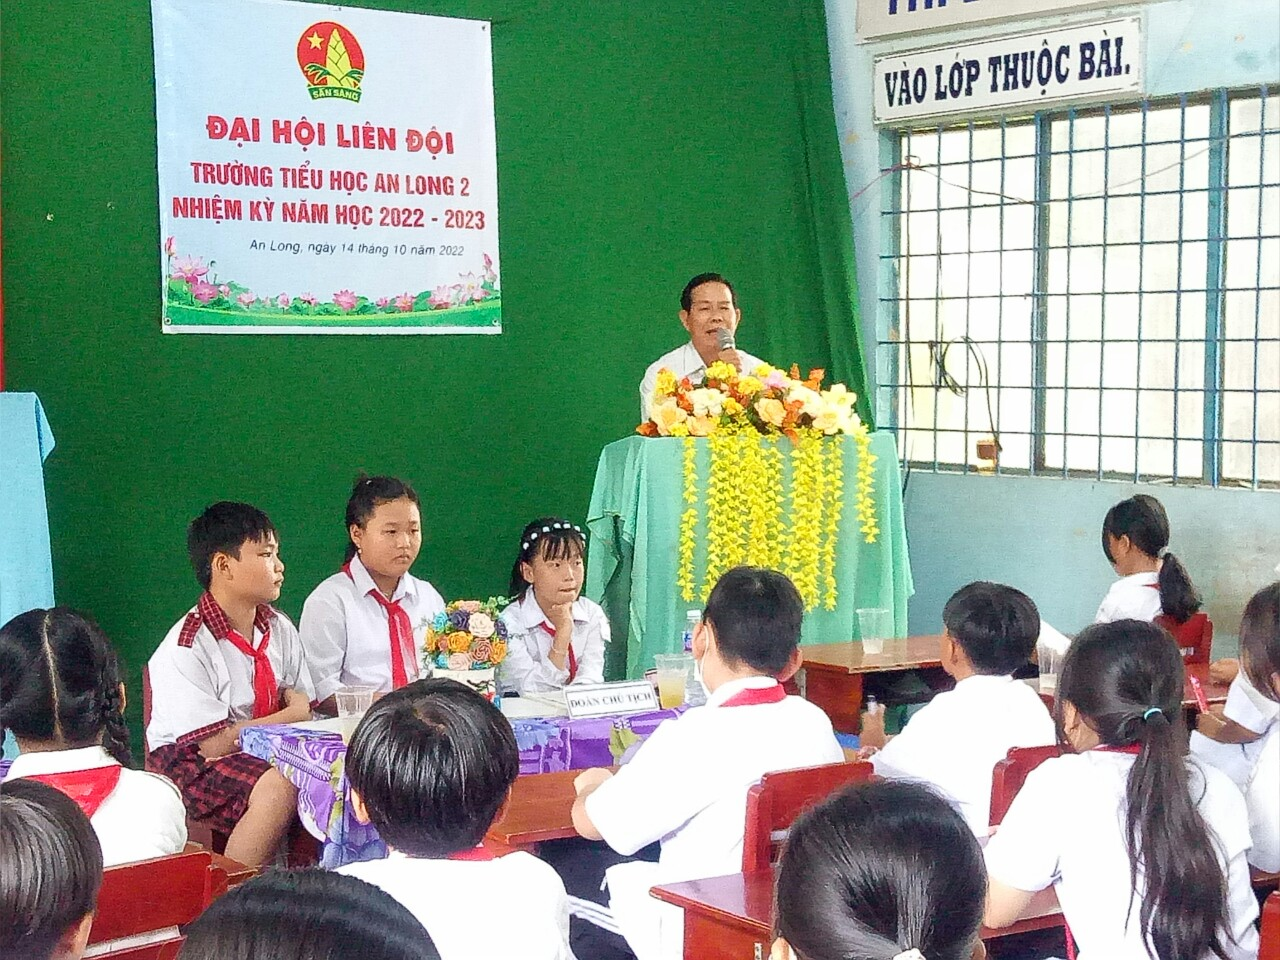 SẴN SÀNG
ĐẠI HỘI LIÊN ĐỘI
TRƯỜNG TIỂU HỌC AN LONG 2
NHIỆM KỲ NĂM HỌC 2022 - 2023
An Long, ngày 14 tháng 10 năm 2022
VÀO LỚP THUỘC BÀI.
ĐOÀN CHỦ TỊCH